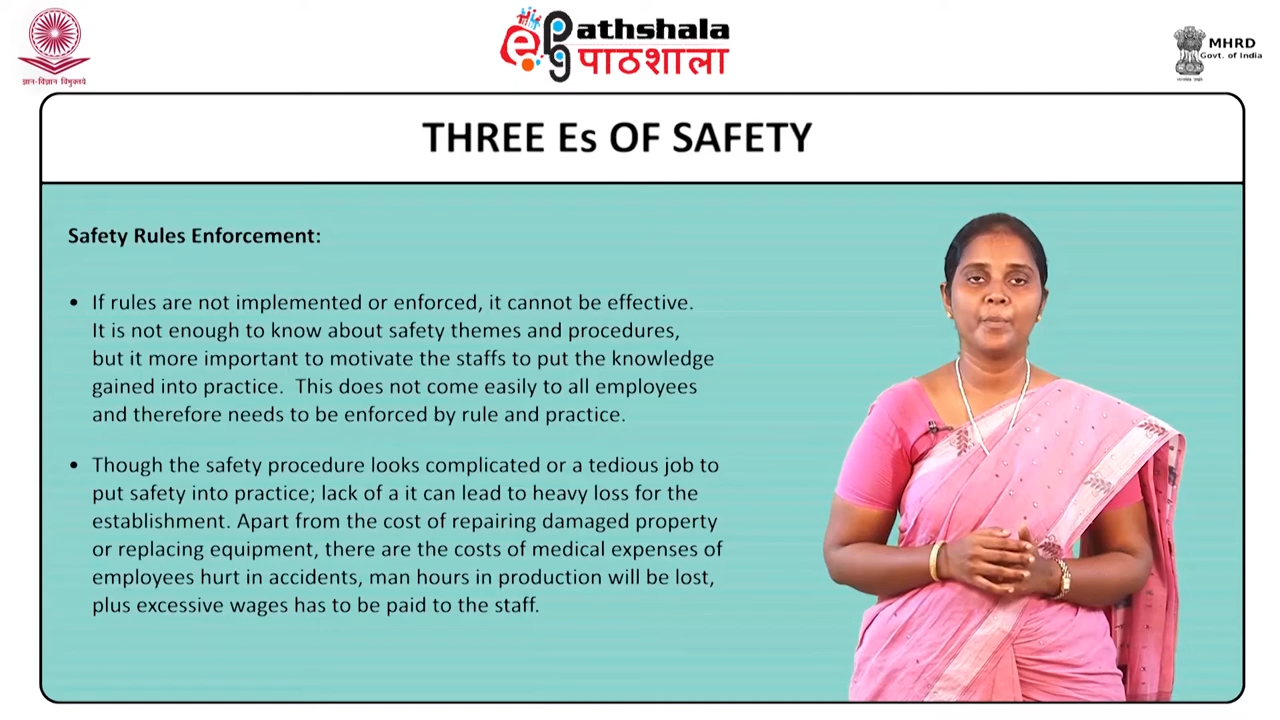 ज्ञान-विज्ञान विमुक्तये
e
pg
athshala
पाठशाला
MHRD
Govt. of India
THREE Es OF SAFETY
Safety Rules Enforcement:
• If rules are not implemented or enforced, it cannot be effective.
It is not enough to know about safety themes and procedures,
but it more important to motivate the staffs to put the knowledge
gained into practice.  This does not come easily to all employees
and therefore needs to be enforced by rule and practice.
• Though the safety procedure looks complicated or a tedious job to
put safety into practice; lack of a it can lead to heavy loss for the
establishment. Apart from the cost of repairing damaged property
or replacing equipment, there are the costs of medical expenses of
employees hurt in accidents, man hours in production will be lost,
plus excessive wages has to be paid to the staff.